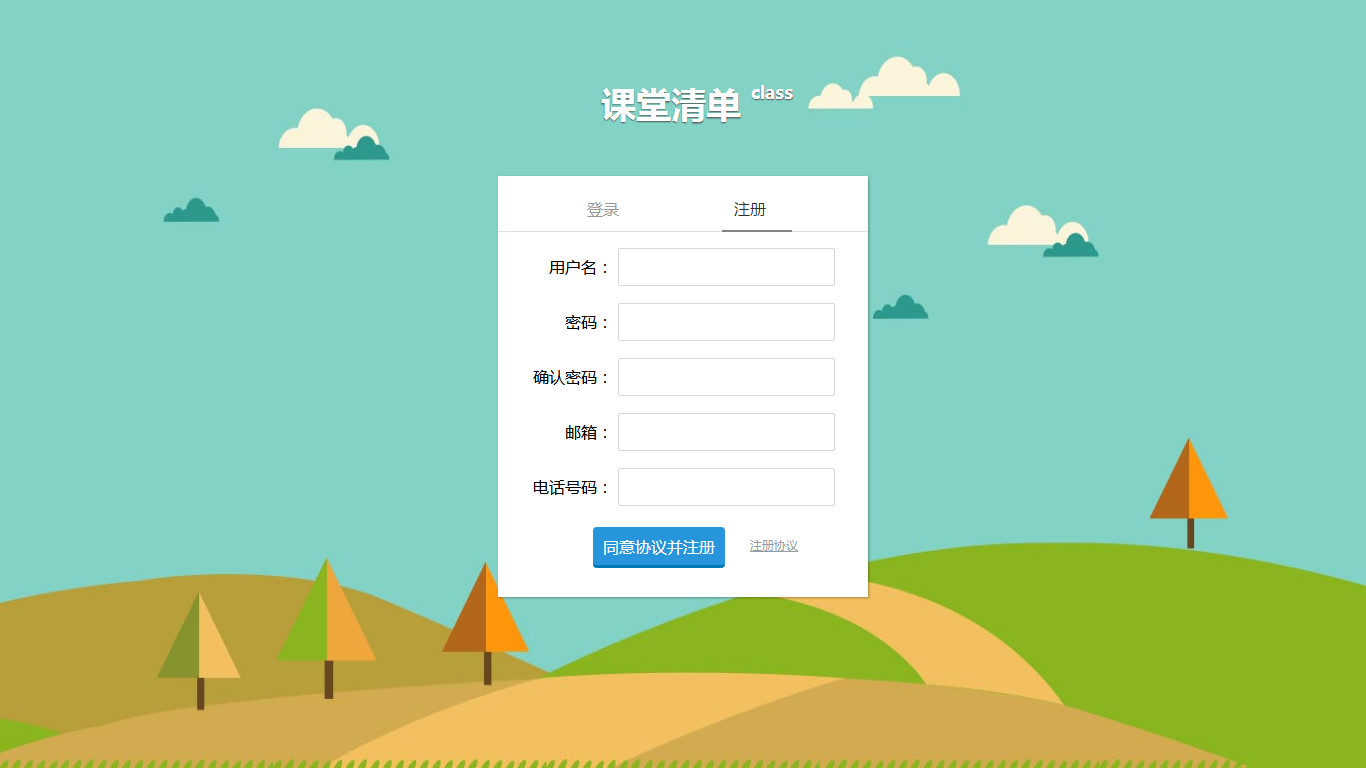 课堂清单 class
登录 注册
用户名：
密码：
确认密码：
邮箱：
电话号码：
同意协议并注册 注册协议